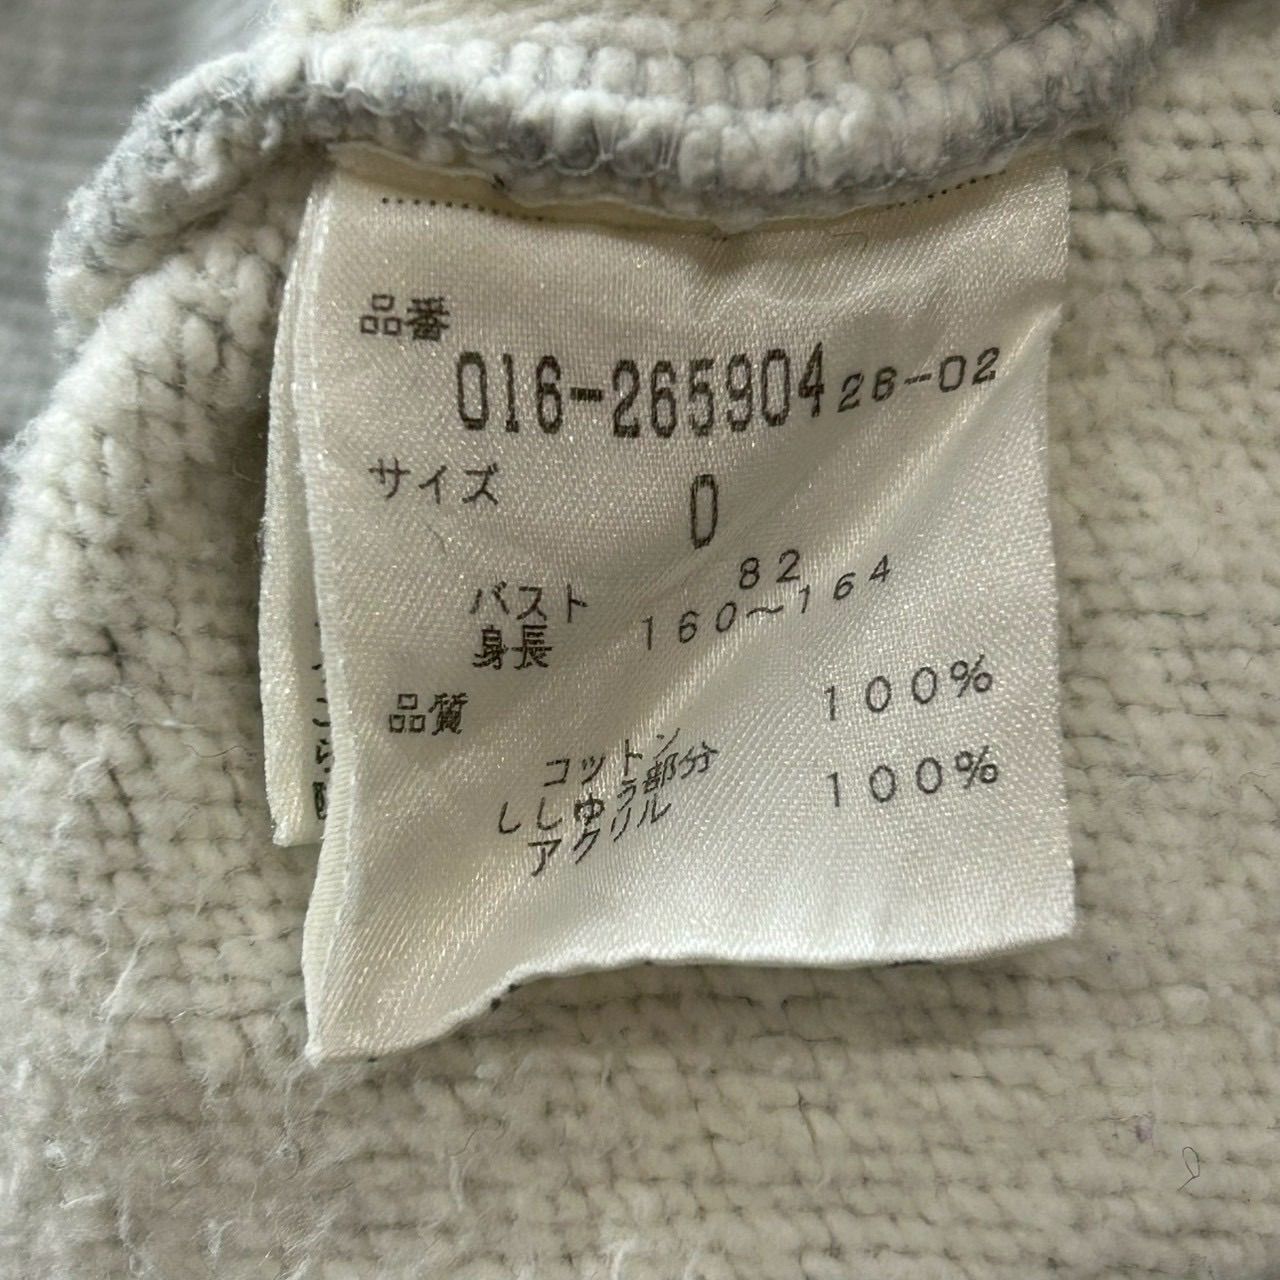 品番
016-265904 26-02
サイズ 0
バスト 82
身長 160～164
品質
コットン 100%
ししゆう部分
アクリル 100%